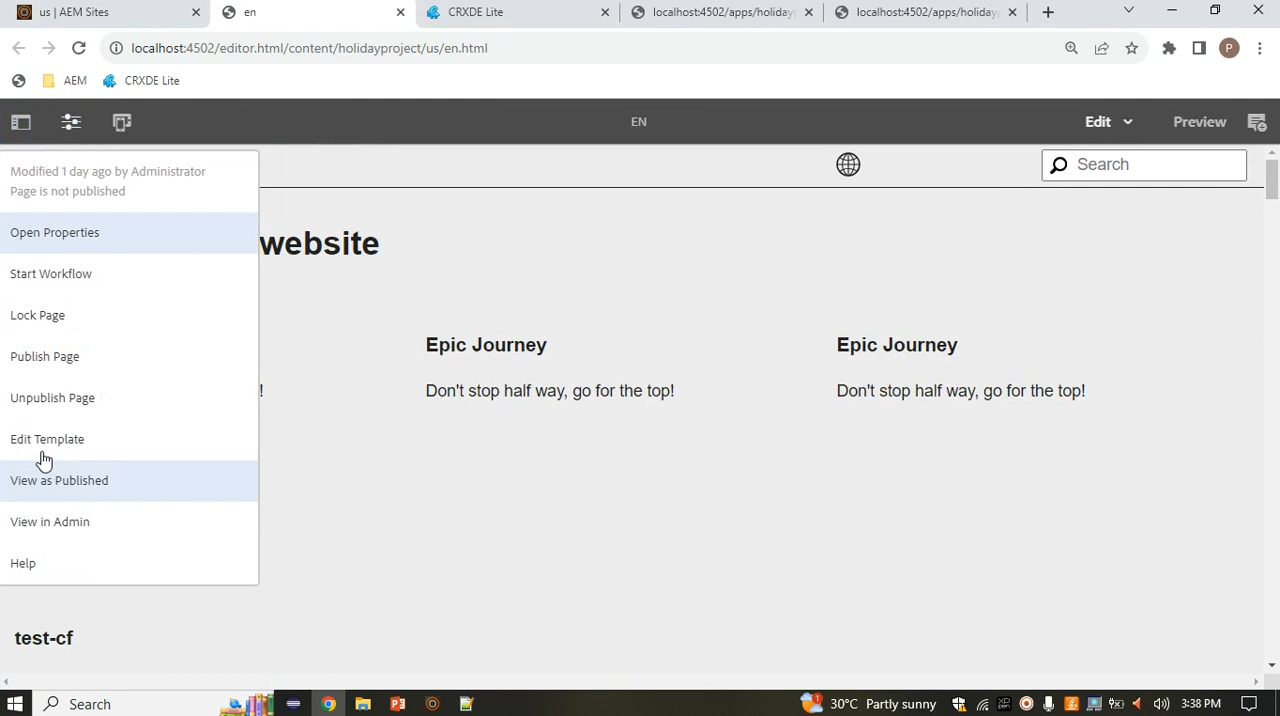 us | AEM Sites
en
CRXDE Lite
localhost:4502/apps/holiday
localhost:4502/apps/holiday
localhost:4502/editor.html/content/holidayproject/us/en.html
P
AEM
CRXDE Lite
EN
Edit
Preview
Modified 1 day ago by Administrator
Page is not published
Search
Open Properties
website
Start Workflow
Lock Page
Epic Journey
Epic Journey
Publish Page
!
Don't stop half way, go for the top!
Don't stop half way, go for the top!
Unpublish Page
Edit Template
View as Published
View in Admin
Help
test-cf
Search
1
30°C Partly sunny
3:38 PM